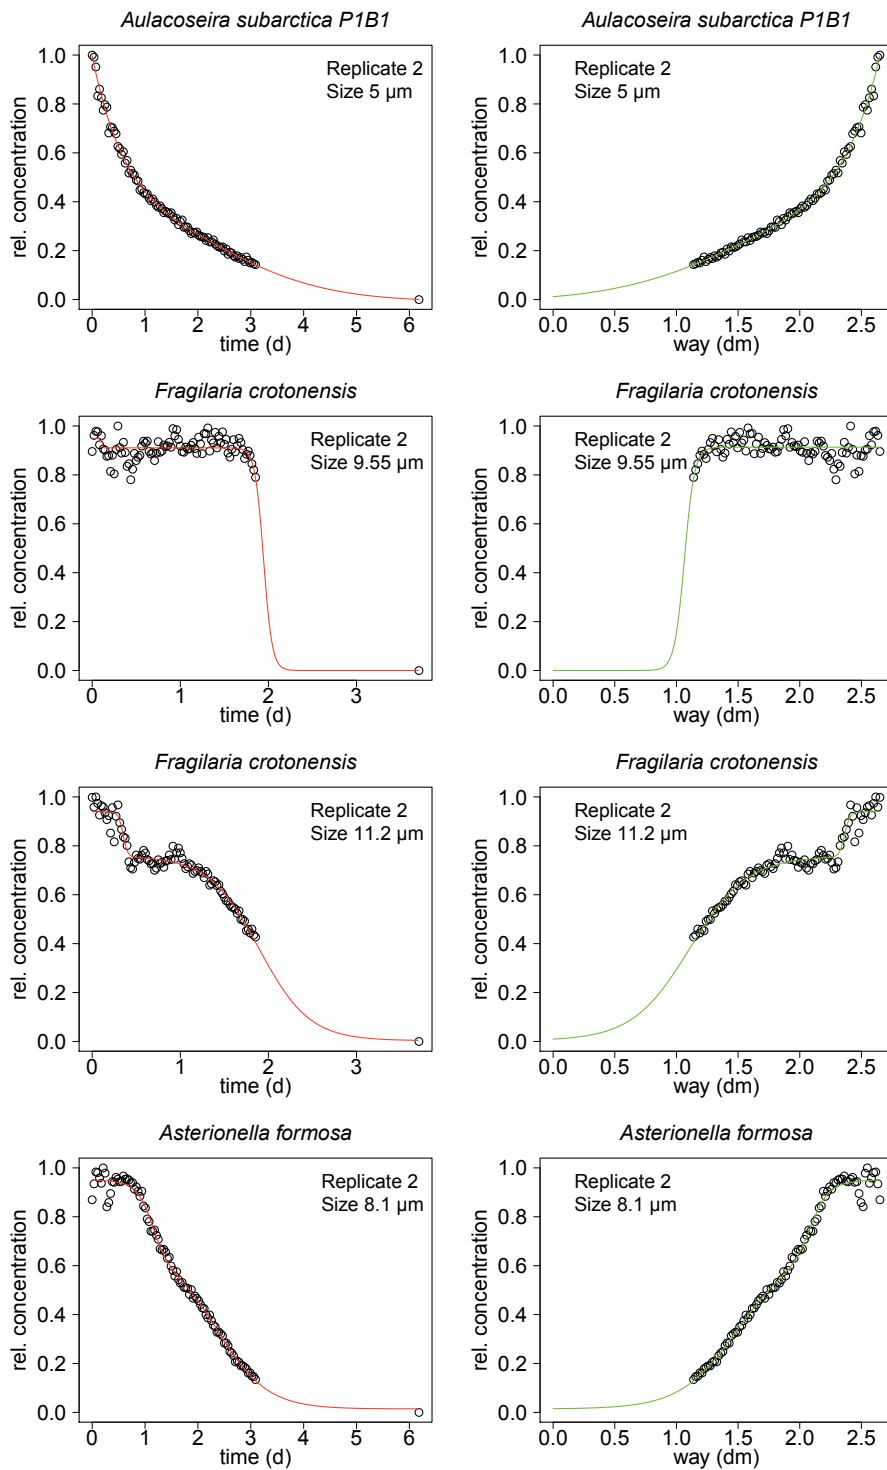 Aulacoseira subarctica P1B1
Replicate 2
Size 5 µm
rel. concentration
1.0
0.8
0.6
0.4
0.2
0.0
0 1 2 3 4 5 6
time (d)
Aulacoseira subarctica P1B1
Replicate 2
Size 5 µm
rel. concentration
1.0
0.8
0.6
0.4
0.2
0.0
0.0 0.5 1.0 1.5 2.0 2.5
way (dm)
Fragilaria crotonensis
Replicate 2
Size 9.55 µm
rel. concentration
1.0
0.8
0.6
0.4
0.2
0.0
0 1 2 3
time (d)
Fragilaria crotonensis
Replicate 2
Size 9.55 µm
rel. concentration
1.0
0.8
0.6
0.4
0.2
0.0
0.0 0.5 1.0 1.5 2.0 2.5
way (dm)
Fragilaria crotonensis
Replicate 2
Size 11.2 µm
rel. concentration
1.0
0.8
0.6
0.4
0.2
0.0
0 1 2 3
time (d)
Fragilaria crotonensis
Replicate 2
Size 11.2 µm
rel. concentration
1.0
0.8
0.6
0.4
0.2
0.0
0.0 0.5 1.0 1.5 2.0 2.5
way (dm)
Asterionella formosa
Replicate 2
Size 8.1 µm
rel. concentration
1.0
0.8
0.6
0.4
0.2
0.0
0 1 2 3 4 5 6
time (d)
Asterionella formosa
Replicate 2
Size 8.1 µm
rel. concentration
1.0
0.8
0.6
0.4
0.2
0.0
0.0 0.5 1.0 1.5 2.0 2.5
way (dm)